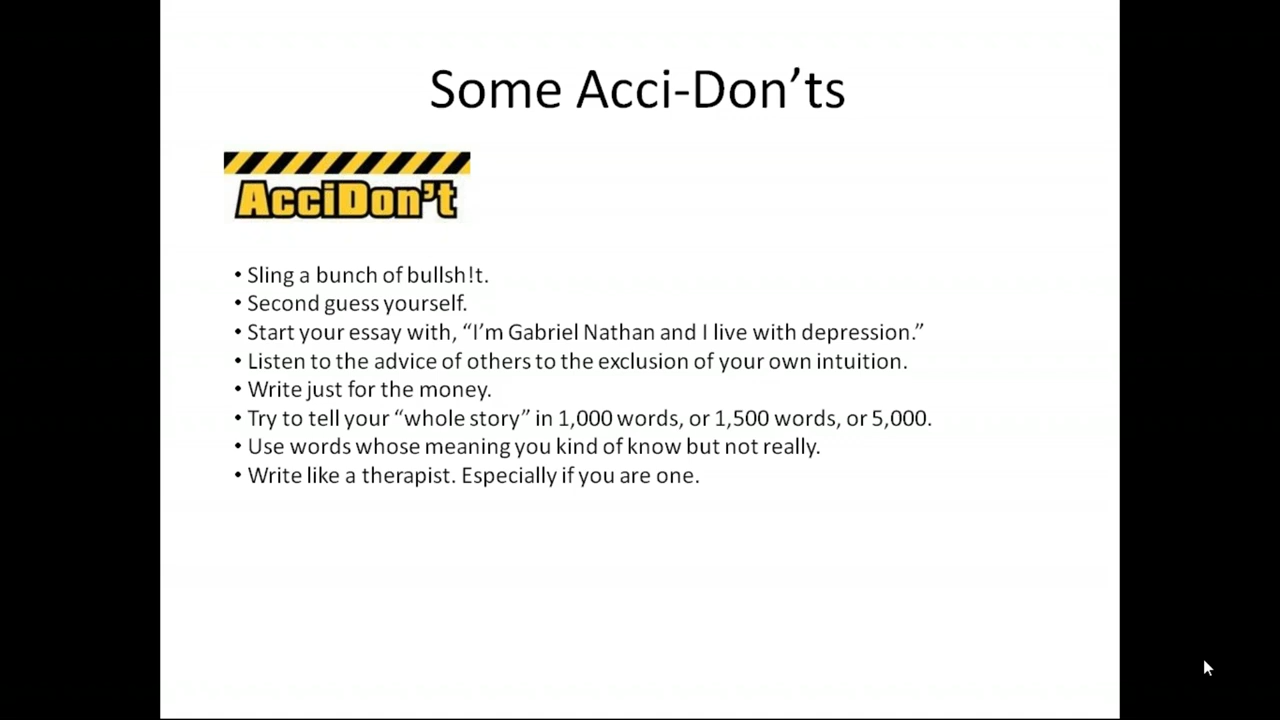 Some Acci-Don’ts
AcciDon't
• Sling a bunch of bullsh!t.
• Second guess yourself.
• Start your essay with, “I’m Gabriel Nathan and I live with depression.”
• Listen to the advice of others to the exclusion of your own intuition.
• Write just for the money.
• Try to tell your “whole story” in 1,000 words, or 1,500 words, or 5,000.
• Use words whose meaning you kind of know but not really.
• Write like a therapist. Especially if you are one.